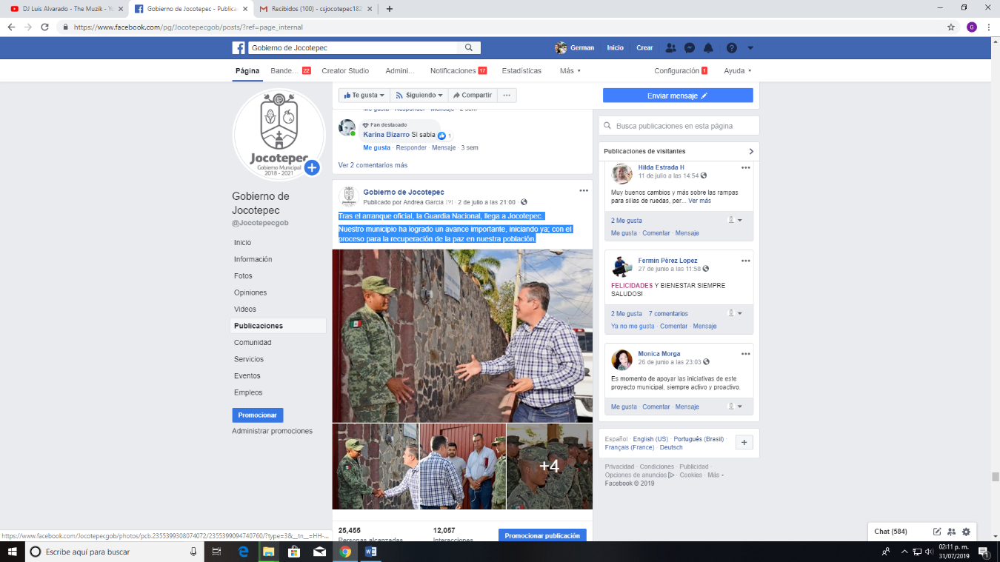 DJ Luis Alvarado - The Muzik - Yo
Gobierno de Jocotepec - Publica
Recibidos (100) - csjocotepec182
https://www.facebook.com/pg/Jocotepecgob/posts/?ref=page_internal
G
Gobierno de Jocotepec
German
Inicio
Crear
Página
Bande... 22
Creator Studio
Admini...
Notificaciones 17
Estadísticas
Más
Configuración 1
Ayuda
Jocotepec
Gobierno Municipal
2018 - 2021
Gobierno de
Jocotepec
@Jocotepecgob
Inicio
Información
Fotos
Opiniones
Videos
Publicaciones
Comunidad
Servicios
Eventos
Empleos
Promocionar
Administrar promociones
Te gusta
Siguiendo
Compartir
Me gusta · Responder · Mensaje · 2 sem
Fan destacado
Karina Bizarro Si sabia 1
Me gusta · Responder · Mensaje · 3 sem
Ver 2 comentarios más
Gobierno de Jocotepec
Publicado por Andrea Garcia [?] · 2 de julio a las 21:00 ·
Tras el arranque oficial, la Guardia Nacional, llega a Jocotepec.
Nuestro municipio ha logrado un avance importante, iniciando ya; con el
proceso para la recuperación de la paz en nuestra población.
+4
25,455
Personas alcanzadas
12,057
Interacciones
Promocionar publicación
Enviar mensaje
Busca publicaciones en esta página
Publicaciones de visitantes
Hilda Estrada H
11 de julio a las 14:54
Muy buenos cambios y más sobre las rampas
para sillas de ruedas, per... Ver más
2 Me gusta
Me gusta · Comentar · Mensaje
Fermin Pérez Lopez
27 de junio a las 11:58
FELICIDADES Y BIENESTAR SIEMPRE
SALUDOS!
2 Me gusta 7 comentarios
Ya no me gusta · Comentar · Mensaje
Monica Morga
26 de junio a las 23:03
Es momento de apoyar las iniciativas de este
proyecto municipal, siempre activo y proactivo.
Me gusta · Comentar · Mensaje
Español · English (US) · Português (Brasil) ·
Français (France) · Deutsch
Privacidad · Condiciones · Publicidad ·
Opciones de anuncios · Cookies · Más
Facebook © 2019
Chat (584)
https://www.facebook.com/Jocotepecgob/photos/pcb.2355399308074072/2355399094740760/?type=3&__tn__=HH-...
Escribe aquí para buscar
02:11 p. m.
31/07/2019
1